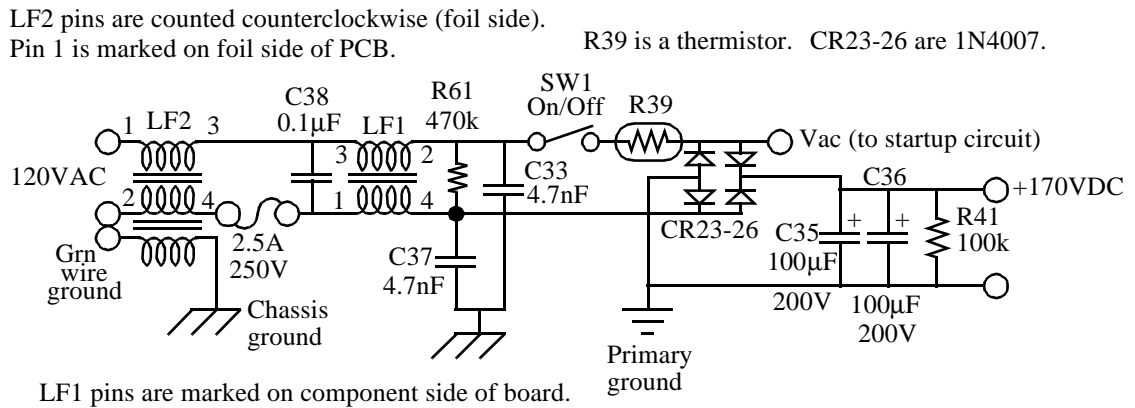 LF2 pins are counted counterclockwise (foil side).
Pin 1 is marked on foil side of PCB.
R39 is a thermistor. CR23-26 are 1N4007.
1
LF2
3
C38
0.1µF
LF1
R61
470k
SW1
On/Off
R39
Vac (to startup circuit)
3
2
120VAC
C33
4.7nF
C36
+170VDC
2
4
1
4
2.5A
250V
CR23-26
C35
100µF
200V
+
+
R41
100k
Grn
wire
ground
C37
4.7nF
100µF
200V
Chassis
ground
Primary
ground
LF1 pins are marked on component side of board.